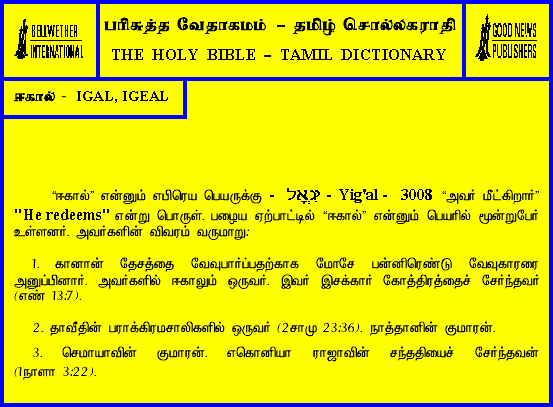 BELLWETHER
INTERNATIONAL
பரிசுத்த வேதாகமம் – தமிழ் சொல்லகராதி
THE HOLY BIBLE – TAMIL DICTIONARY
GOOD NEWS
PUBLISHERS
ஈகால் - IGAL, IGEAL
“ஈகால்” என்னும் எபிரெய பெயருக்கு - יִגְאָל - Yig'al - 3008 “அவர் மீட்கிறார்”
"He redeems" என்று பொருள். பழைய ஏற்பாட்டில் “ஈகால்” என்னும் பெயரில் மூன்றுபேர்
உள்ளனர். அவர்களின் விவரம் வருமாறு:
1. கானான் தேசத்தை வேவுபார்ப்பதற்காக மோசே பன்னிரெண்டு வேவுகாரரை
அனுப்பினார். அவர்களில் ஈகாலும் ஒருவர். இவர் இசக்கார் கோத்திரத்தைச் சேர்ந்தவர்
(எண் 13:7).
2. தாவீதின் பராக்கிரமசாலிகளில் ஒருவர் (2சாமு 23:36). நாத்தானின் குமாரன்.
3. செமாயாவின் குமாரன். எகொனியா ராஜாவின் சந்ததியைச் சேர்ந்தவன்
(1நாளா 3:22).